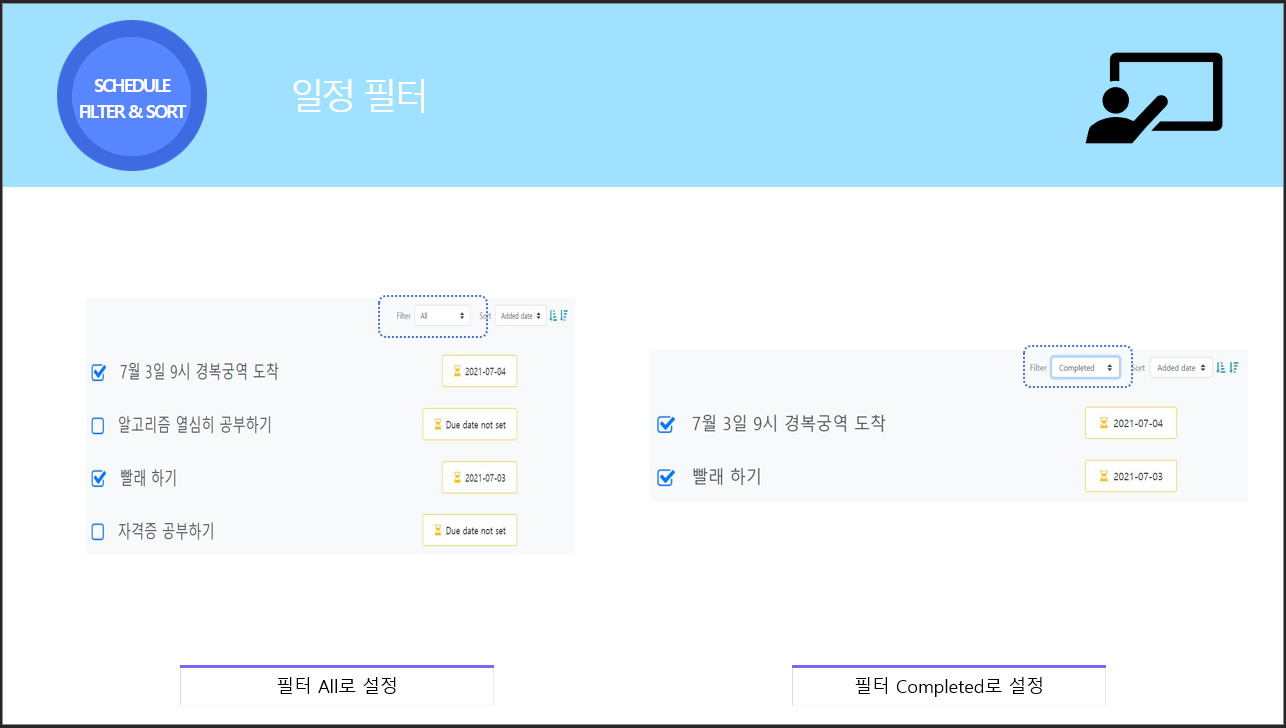 SCHEDULE
FILTER & SORT
일정 필터
Filter All Sort Added date
7월 3일 9시 경복궁역 도착 2021-07-04
알고리즘 열심히 공부하기 Due date not set
빨래 하기 2021-07-03
자격증 공부하기 Due date not set
필터 All로 설정
Filter Completed Sort Added date
7월 3일 9시 경복궁역 도착 2021-07-04
빨래 하기 2021-07-03
필터 Completed로 설정